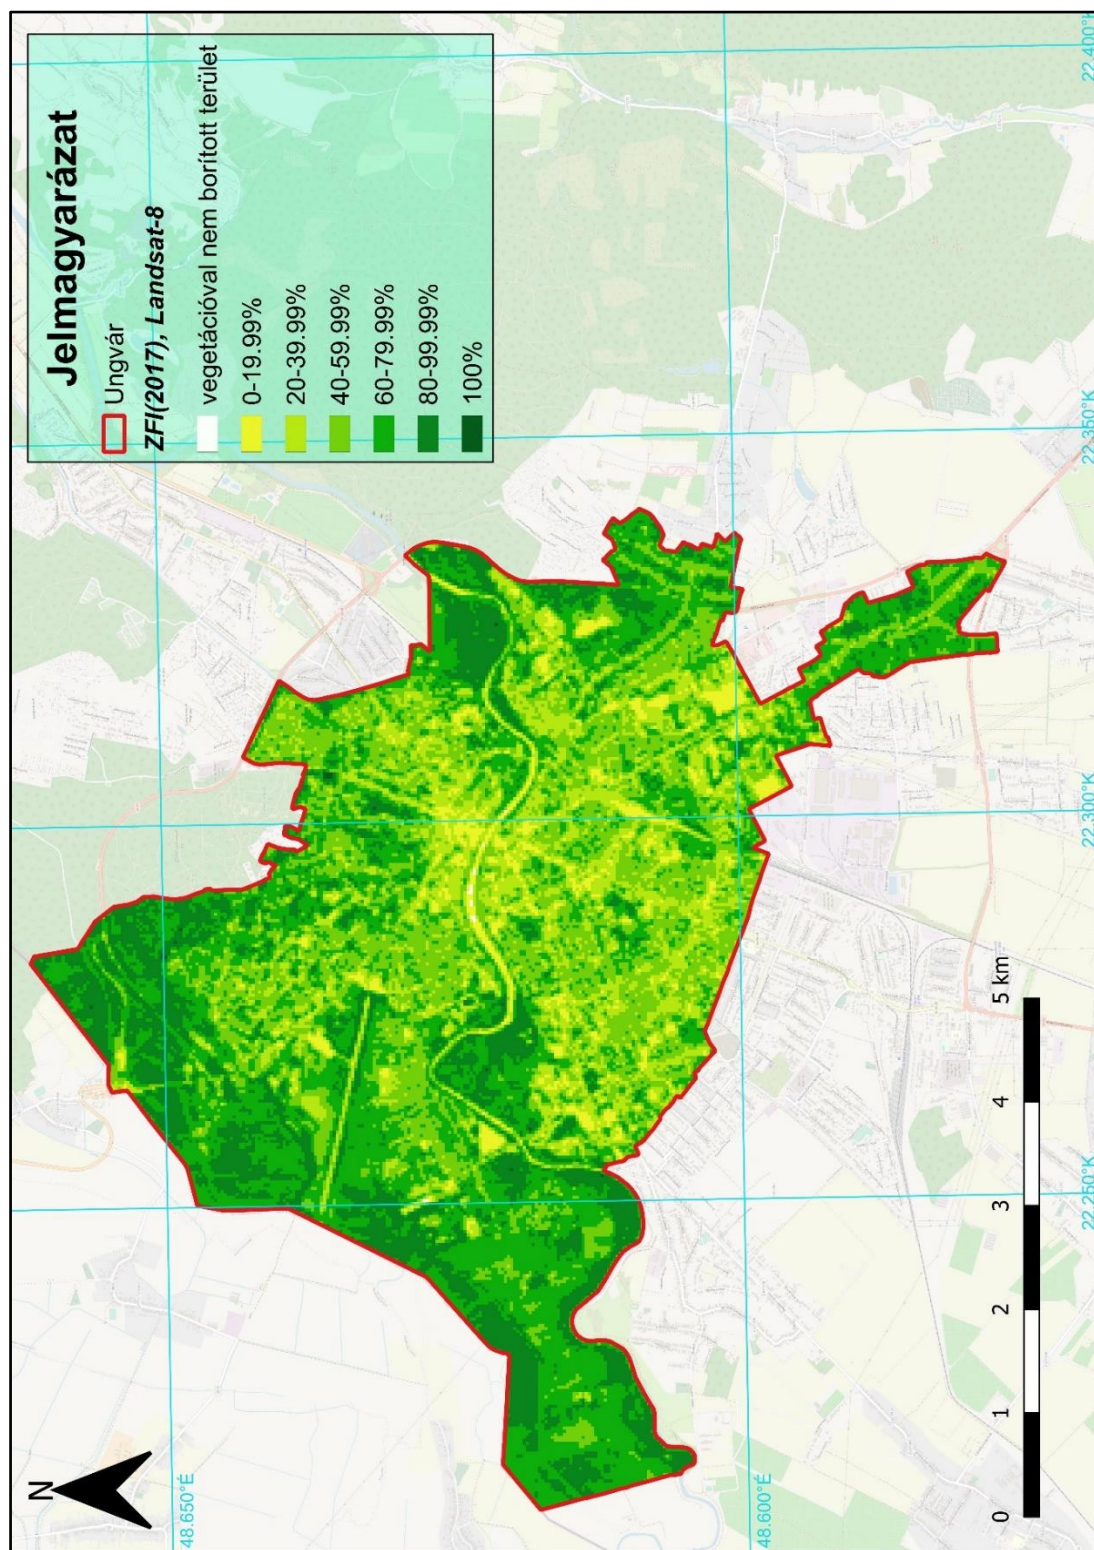 Jelmagyarázat
Ungvár
ZFI(2017), Landsat-8
vegetációval nem borított terület
0-19.99%
20-39.99%
40-59.99%
60-79.99%
80-99.99%
100%
N
48.650°É
48.600°É
22.250°K
22.300°K
22.350°K
22.400°K
0 1 2 3 4 5 km